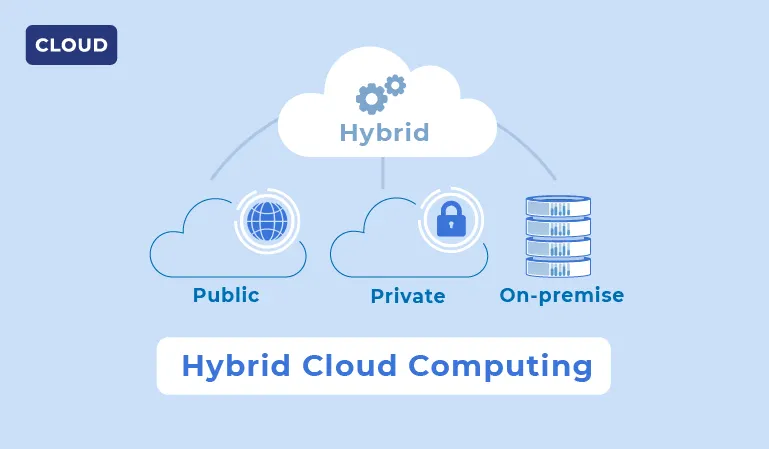 CLOUD
Hybrid
Public
Private
On-premise
Hybrid Cloud Computing